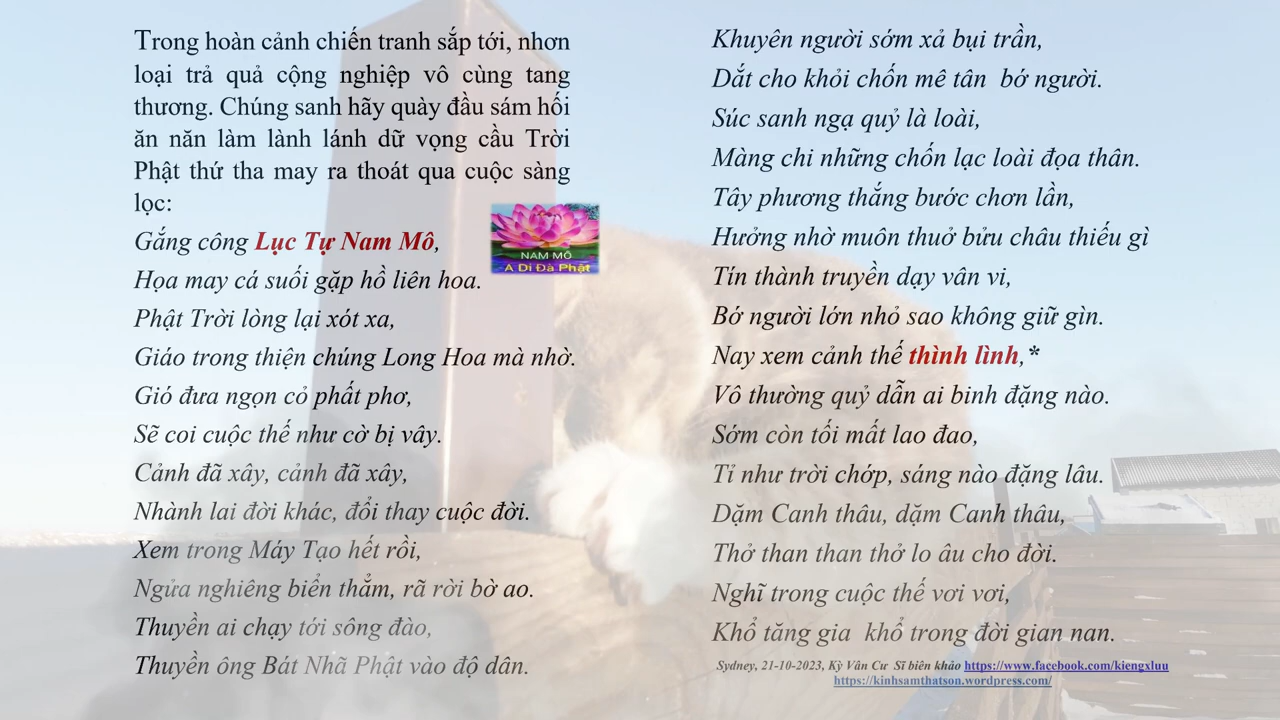 Trong hoàn cảnh chiến tranh sắp tới, nhơn
loại trả quả cộng nghiệp vô cùng tang
thương. Chúng sanh hãy quày đầu sám hối
ăn năn làm lành lánh dữ vọng cầu Trời
Phật thứ tha may ra thoát qua cuộc sàng
lọc:
Gắng công Lục Tự Nam Mô,
Họa may cá suối gặp hồ liên hoa.
Phật Trời lòng lại xót xa,
Giáo trong thiện chúng Long Hoa mà nhờ.
Gió đưa ngọn cỏ phất phơ,
Sẽ coi cuộc thế như cờ bị vây.
Cảnh đã xây, cảnh đã xây,
Nhành lai đời khác, đổi thay cuộc đời.
Xem trong Máy Tạo hết rồi,
Ngửa nghiêng biển thẳm, rã rời bờ ao.
Thuyền ai chạy tới sông đào,
Thuyền ông Bát Nhã Phật vào độ dân.
NAM MÔ
A Di Đà Phật
Khuyên người sớm xả bụi trần,
Dắt cho khỏi chốn mê tân bớ người.
Súc sanh ngạ quỷ là loài,
Màng chi những chốn lạc loài đọa thân.
Tây phương thắng bước chơn lần,
Hưởng nhờ muôn thuở bửu châu thiếu gì
Tín thành truyền dạy vân vi,
Bớ người lớn nhỏ sao không giữ gìn.
Nay xem cảnh thế thình lình,*
Vô thường quỷ dẫn ai binh đặng nào.
Sớm còn tối mất lao đao,
Tỉ như trời chớp, sáng nào đặng lâu.
Dặm Canh thâu, dặm Canh thâu,
Thở than than thở lo âu cho đời.
Nghĩ trong cuộc thế vơi vơi,
Khổ tăng gia khổ trong đời gian nan.
Sydney, 21-10-2023, Kỳ Vân Cư Sĩ biên khảo https://www.facebook.com/kiengxluu
https://kinhsamthatson.wordpress.com/